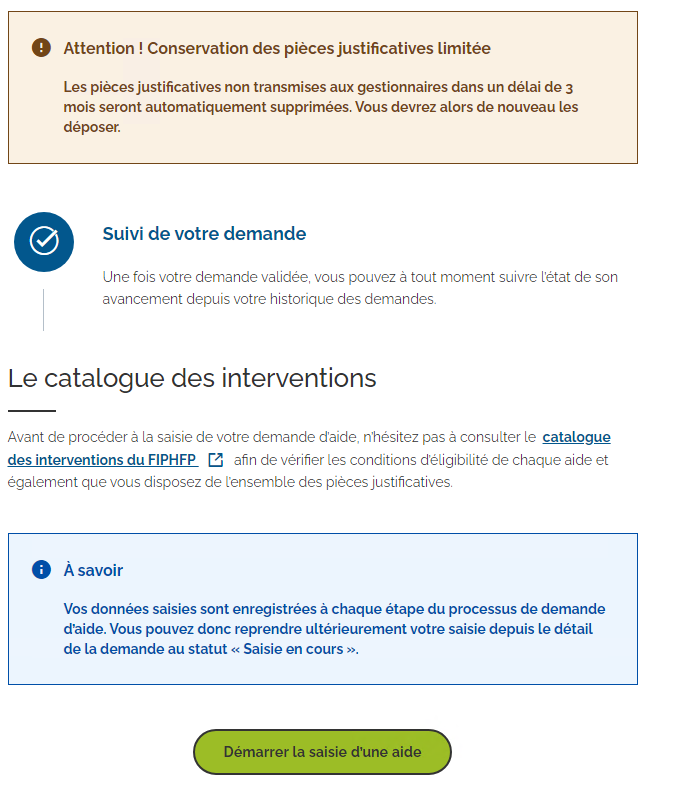 Attention ! Conservation des pièces justificatives limitée
Les pièces justificatives non transmises aux gestionnaires dans un délai de 3
mois seront automatiquement supprimées. Vous devrez alors de nouveau les
déposer.
Suivi de votre demande
Une fois votre demande validée, vous pouvez à tout moment suivre l'état de son
avancement depuis votre historique des demandes.
Le catalogue des interventions
Avant de procéder à la saisie de votre demande d'aide, n'hésitez pas à consulter le catalogue
des interventions du FIPHFP afin de vérifier les conditions d'éligibilité de chaque aide et
également que vous disposez de l'ensemble des pièces justificatives.
À savoir
Vos données saisies sont enregistrées à chaque étape du processus de demande
d'aide. Vous pouvez donc reprendre ultérieurement votre saisie depuis le détail
de la demande au statut « Saisie en cours ».
Démarrer la saisie d'une aide